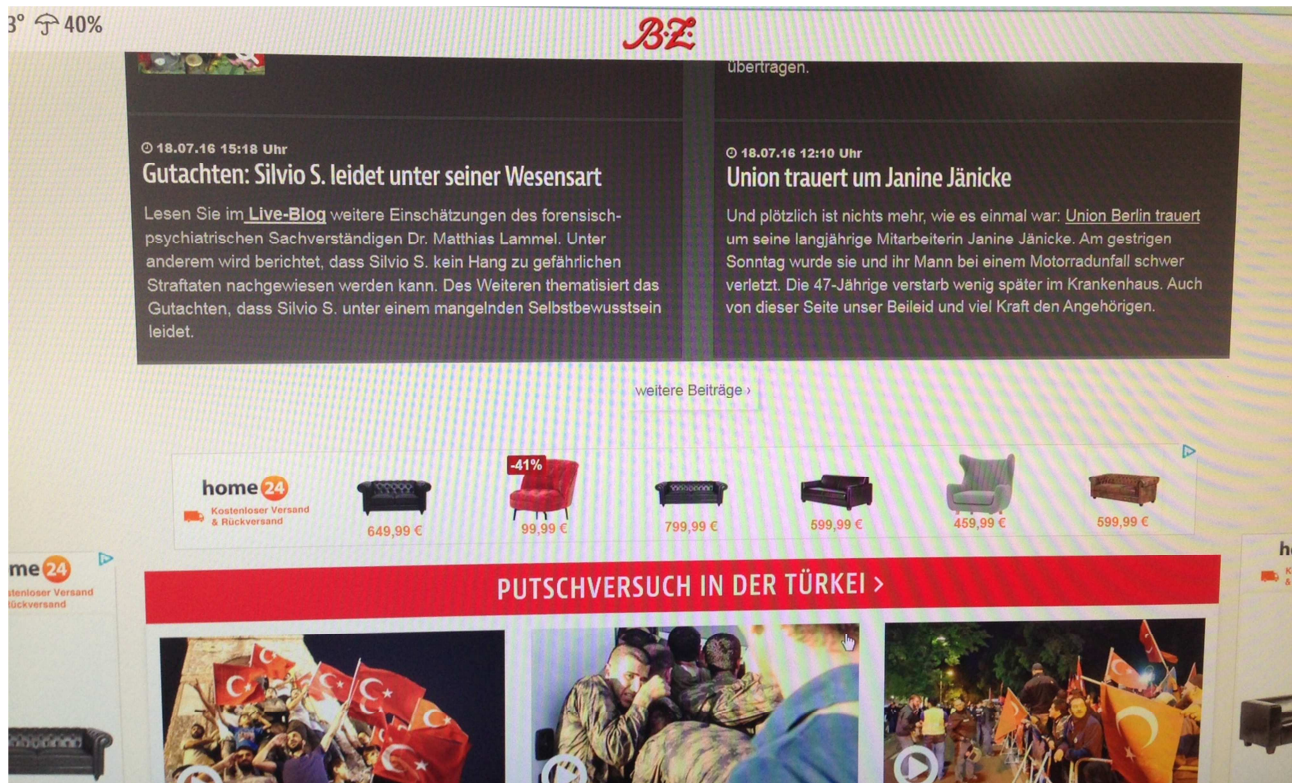 3° 40%
B.Z.
übertragen.
18.07.16 15:18 Uhr
Gutachten: Silvio S. leidet unter seiner Wesensart
Lesen Sie im Live-Blog weitere Einschätzungen des forensisch-
psychiatrischen Sachverständigen Dr. Matthias Lammel. Unter
anderem wird berichtet, dass Silvio S. kein Hang zu gefährlichen
Straftaten nachgewiesen werden kann. Des Weiteren thematisiert das
Gutachten, dass Silvio S. unter einem mangelnden Selbstbewusstsein
leidet.
18.07.16 12:10 Uhr
Union trauert um Janine Jänicke
Und plötzlich ist nichts mehr, wie es einmal war: Union Berlin trauert
um seine langjährige Mitarbeiterin Janine Jänicke. Am gestrigen
Sonntag wurde sie und ihr Mann bei einem Motorradunfall schwer
verletzt. Die 47-Jährige verstarb wenig später im Krankenhaus. Auch
von dieser Seite unser Beileid und viel Kraft den Angehörigen.
weitere Beiträge ›
home24
Kostenloser Versand
& Rückversand
-41%
649,99 €
99,99 €
799,99 €
599,99 €
459,99 €
599,99 €
me24
stenloser Versand
ückversand
PUTSCHVERSUCH IN DER TÜRKEI >